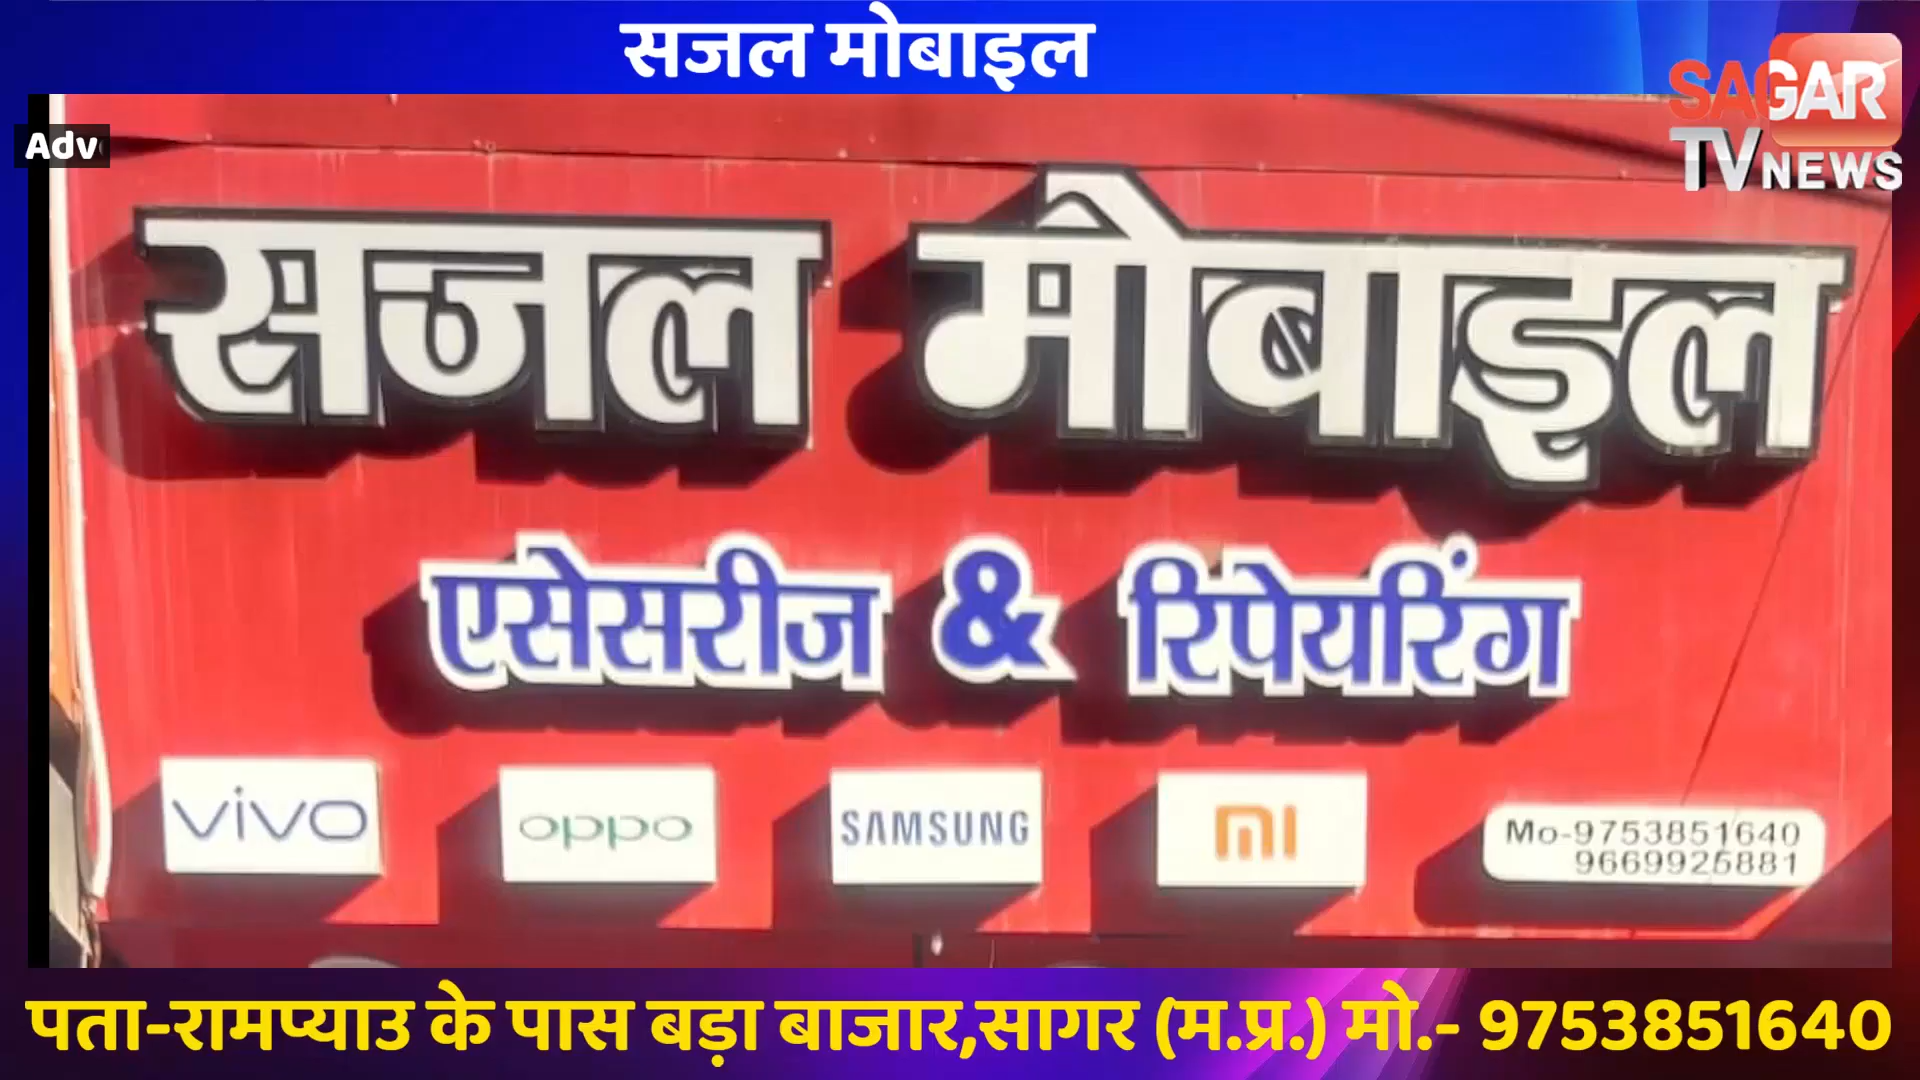 सजल मोबाइल
SAGAR
TV NEWS
Adv
सजल मोबाइल
एसेसरीज & रिपेयरिंग
vivo oppo SAMSUNG mi
Mo-9753851640
9669925881
पता-रामप्याउ के पास बड़ा बाजार,सागर (म.प्र.) मो.- 9753851640